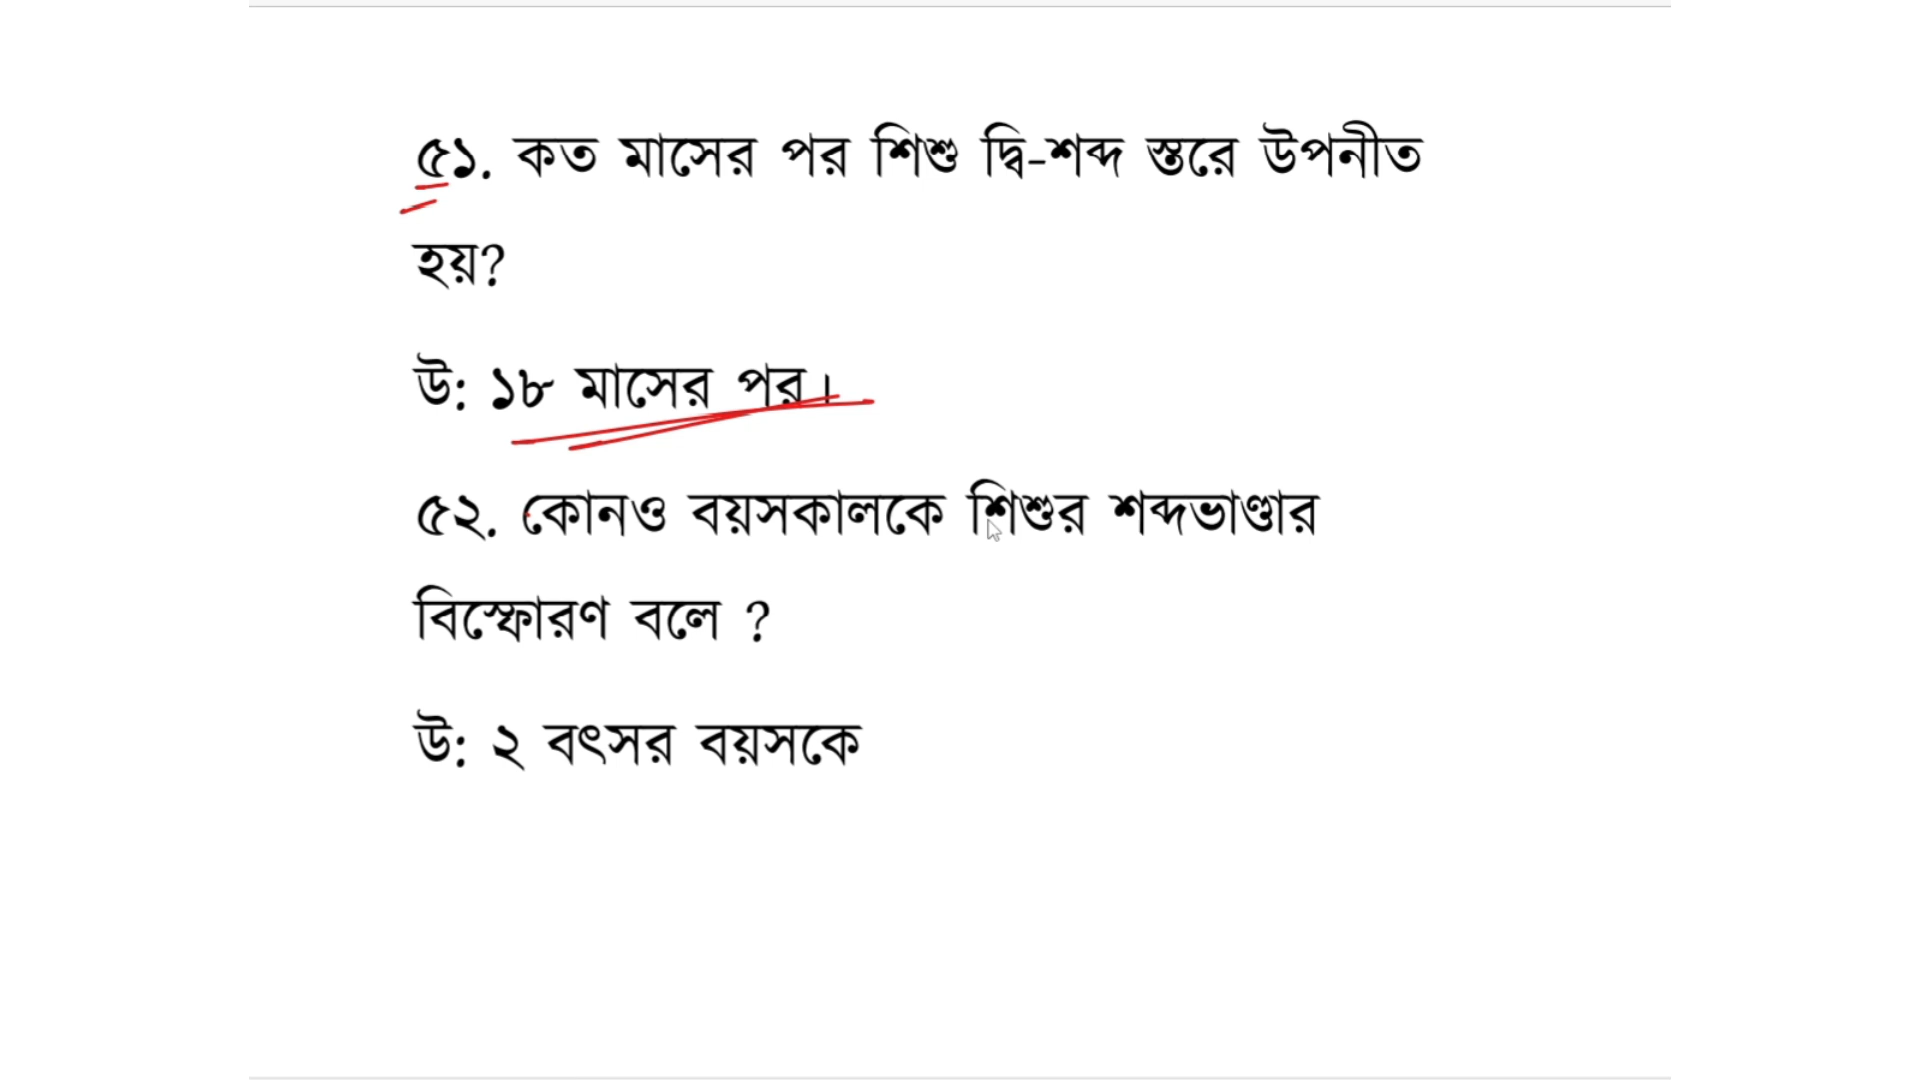 ৫১. কত মাসের পর শিশু দ্বি-শব্দ স্তরে উপনীত
হয়?
উ: ১৮ মাসের পর।
৫২. কোনও বয়সকালকে শিশুর শব্দভাণ্ডার
বিস্ফোরণ বলে ?
উ: ২ বৎসর বয়সকে